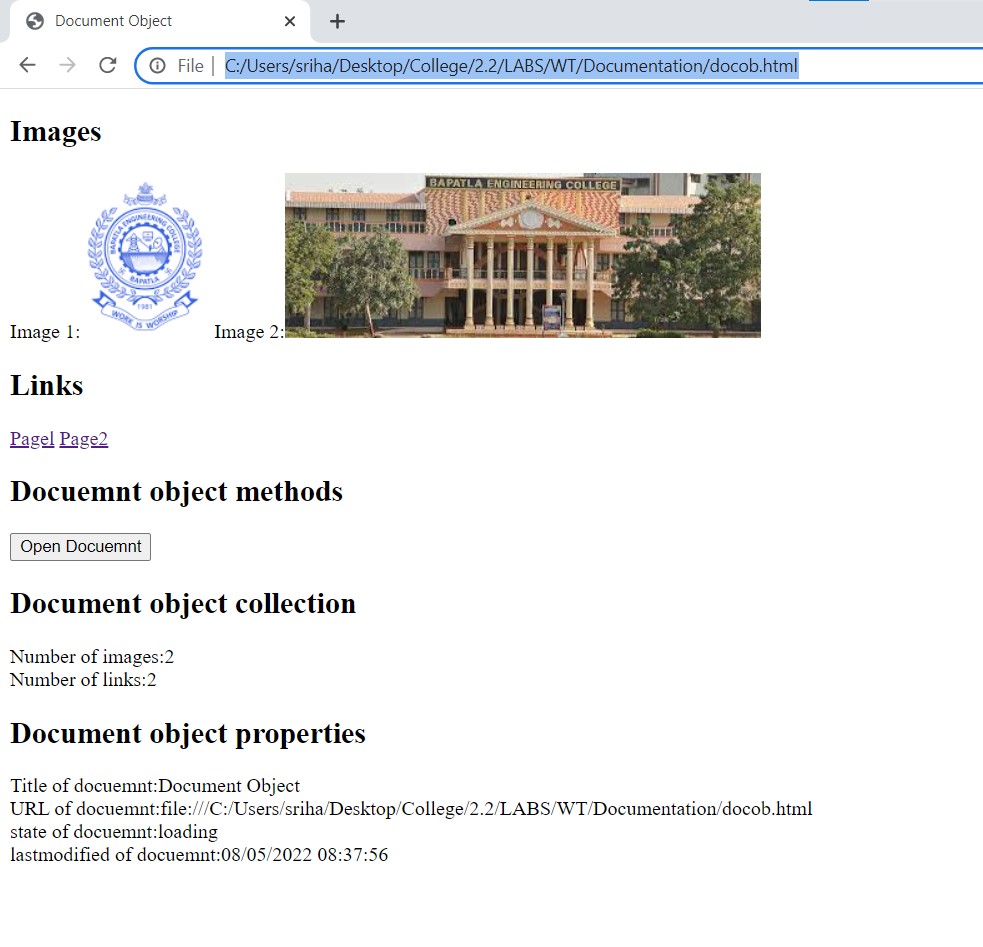 Document Object
File
C:/Users/sriha/Desktop/College/2.2/LABS/WT/Documentation/docob.html
Images
BAPATLA ENGINEERING COLLEGE
BAPATLA
1981
WORK IS WORSHIP
BAPATLA ENGINEERING COLLEGE
Image 1:
Image 2:
Links
Pagel Page2
Docuemnt object methods
Open Docuemnt
Document object collection
Number of images:2
Number of links:2
Document object properties
Title of docuemnt:Document Object
URL of docuemnt:file:///C:/Users/sriha/Desktop/College/2.2/LABS/WT/Documentation/docob.html
state of docuemnt:loading
lastmodified of docuemnt:08/05/2022 08:37:56